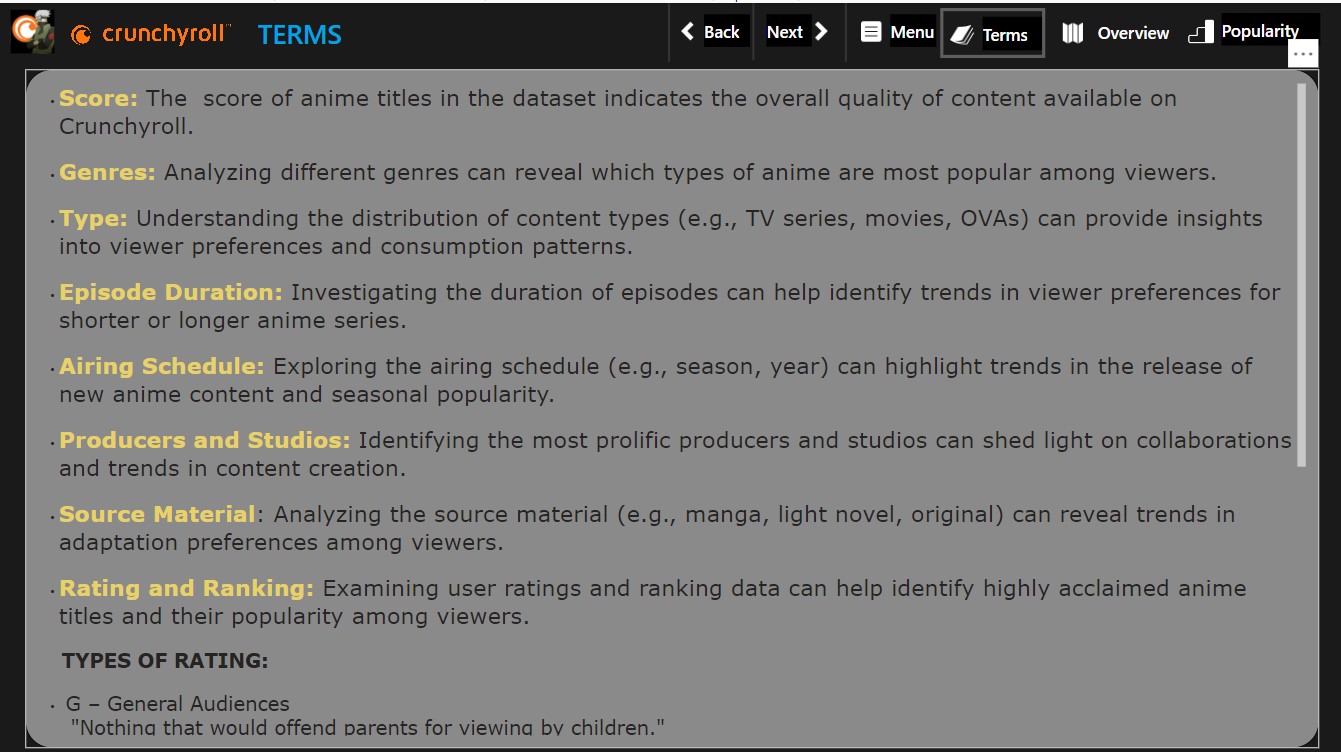 crunchyroll TERMS Back Next Menu Terms Overview Popularity
· Score: The  score of anime titles in the dataset indicates the overall quality of content available on
Crunchyroll.
· Genres: Analyzing different genres can reveal which types of anime are most popular among viewers.
· Type: Understanding the distribution of content types (e.g., TV series, movies, OVAs) can provide insights
into viewer preferences and consumption patterns.
· Episode Duration: Investigating the duration of episodes can help identify trends in viewer preferences for
shorter or longer anime series.
· Airing Schedule: Exploring the airing schedule (e.g., season, year) can highlight trends in the release of
new anime content and seasonal popularity.
· Producers and Studios: Identifying the most prolific producers and studios can shed light on collaborations
and trends in content creation.
· Source Material: Analyzing the source material (e.g., manga, light novel, original) can reveal trends in
adaptation preferences among viewers.
· Rating and Ranking: Examining user ratings and ranking data can help identify highly acclaimed anime
titles and their popularity among viewers.
TYPES OF RATING:
· G – General Audiences
"Nothing that would offend parents for viewing by children."